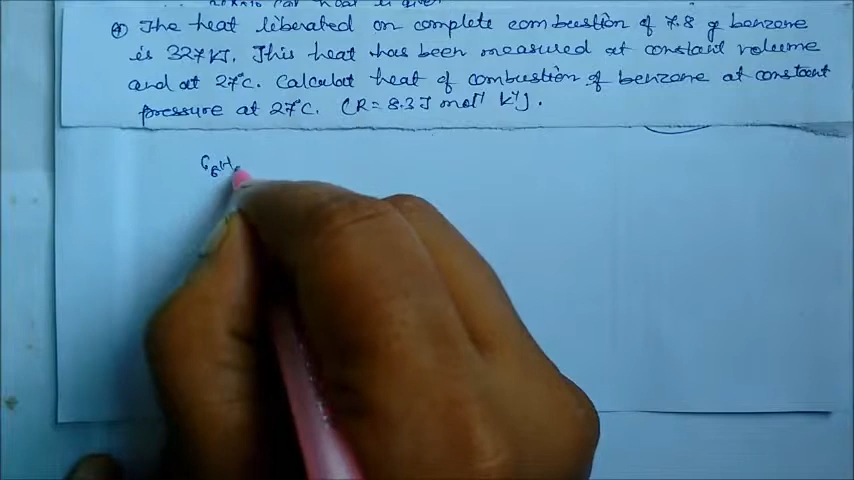 ④ The heat liberated on complete combustion of 7.8 g benzene
is 327 kJ. This heat has been measured at constant volume
and at 27°c. Calculat heat of combustion of benzene at constant
pressure at 27°C. (R = 8.3 J mol⁻¹ K⁻¹).
C₆H₆